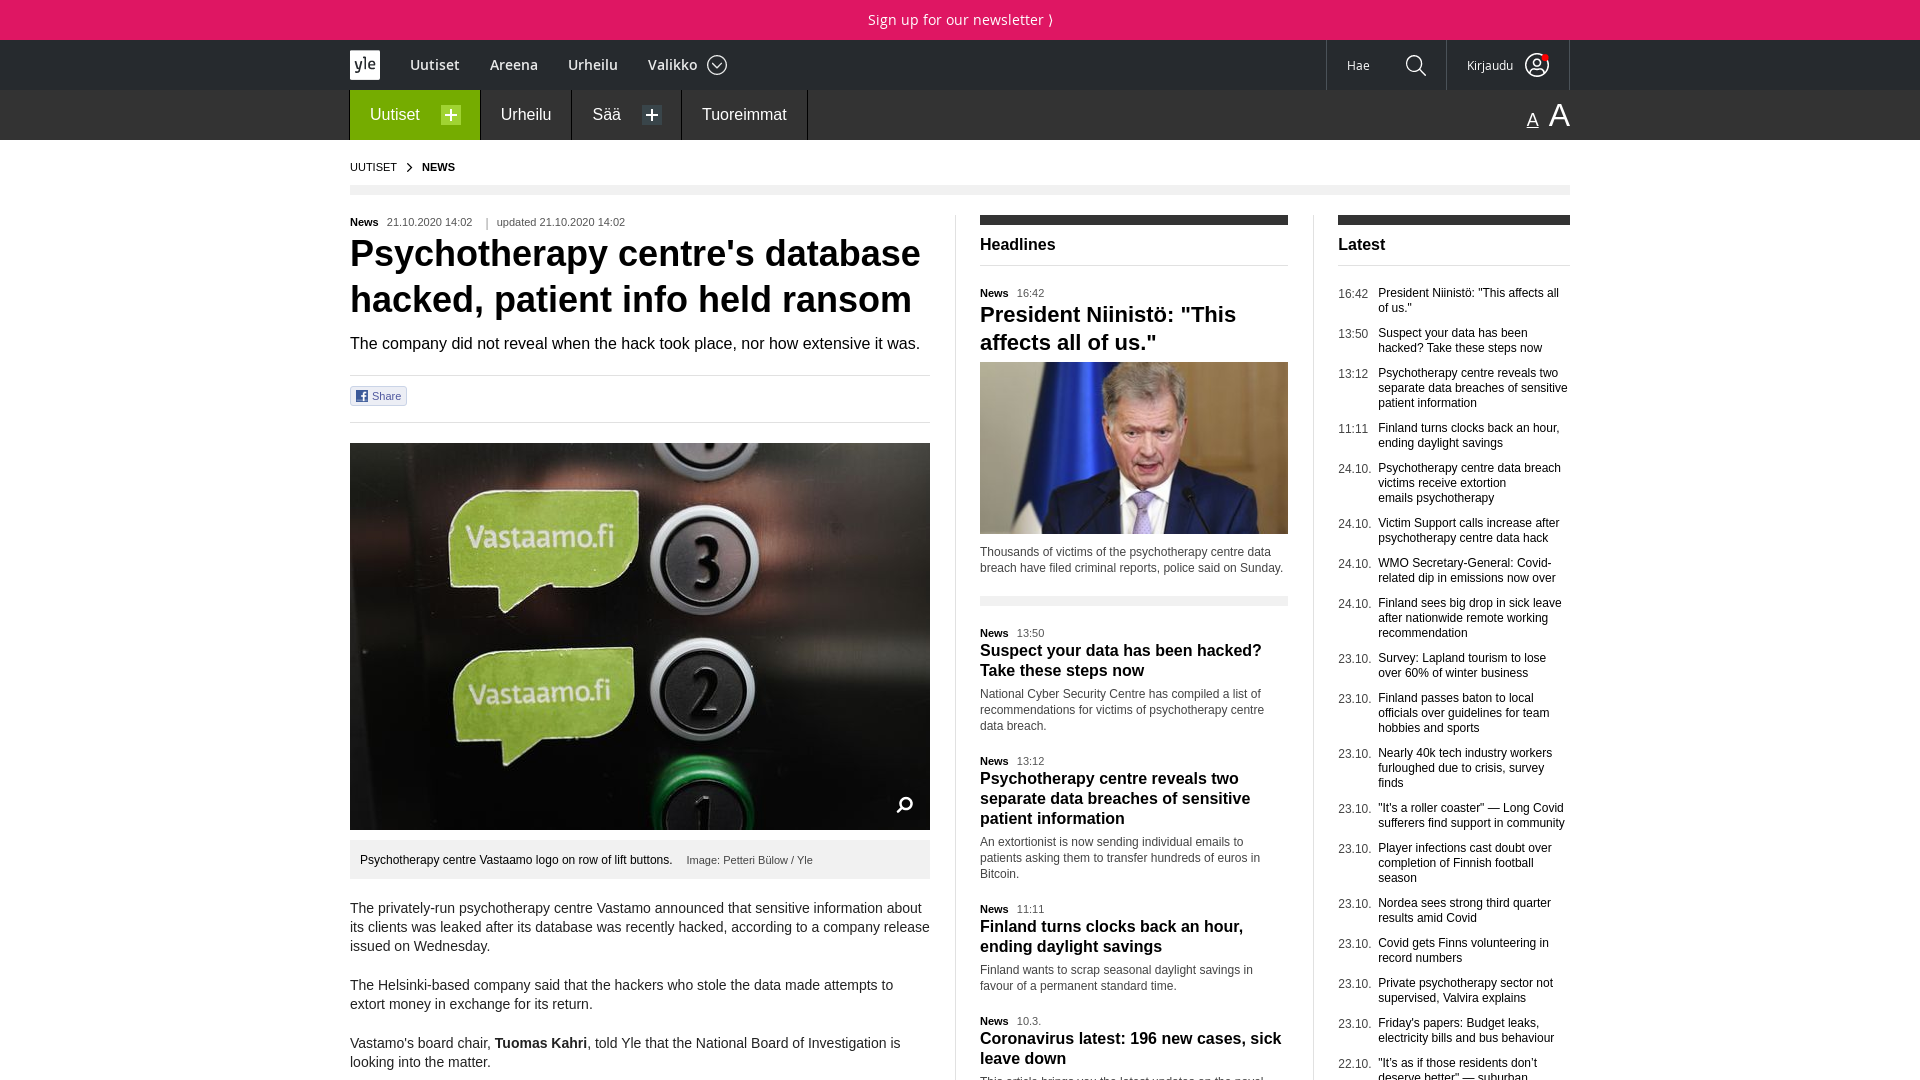 Sign up for our newsletter ⟩
yle
Uutiset
Areena
Urheilu
Valikko
Hae
Kirjaudu
Uutiset
Urheilu
Sää
Tuoreimmat
A A
UUTISET > NEWS
News 21.10.2020 14:02 | updated 21.10.2020 14:02
Psychotherapy centre's database
hacked, patient info held ransom
The company did not reveal when the hack took place, nor how extensive it was.
Share
Vastaamo.fi 3
Vastaamo.fi 2
1
Psychotherapy centre Vastaamo logo on row of lift buttons. Image: Petteri Bülow / Yle
The privately-run psychotherapy centre Vastamo announced that sensitive information about
its clients was leaked after its database was recently hacked, according to a company release
issued on Wednesday.
The Helsinki-based company said that the hackers who stole the data made attempts to
extort money in exchange for its return.
Vastamo's board chair, Tuomas Kahri, told Yle that the National Board of Investigation is
looking into the matter.
Headlines
News 16:42
President Niinistö: "This
affects all of us."
Thousands of victims of the psychotherapy centre data
breach have filed criminal reports, police said on Sunday.
News 13:50
Suspect your data has been hacked?
Take these steps now
National Cyber Security Centre has compiled a list of
recommendations for victims of psychotherapy centre
data breach.
News 13:12
Psychotherapy centre reveals two
separate data breaches of sensitive
patient information
An extortionist is now sending individual emails to
patients asking them to transfer hundreds of euros in
Bitcoin.
News 11:11
Finland turns clocks back an hour,
ending daylight savings
Finland wants to scrap seasonal daylight savings in
favour of a permanent standard time.
News 10.3.
Coronavirus latest: 196 new cases, sick
leave down
This article brings you the latest updates on the novel
Latest
16:42 President Niinistö: "This affects all
of us."
13:50 Suspect your data has been
hacked? Take these steps now
13:12 Psychotherapy centre reveals two
separate data breaches of sensitive
patient information
11:11 Finland turns clocks back an hour,
ending daylight savings
24.10. Psychotherapy centre data breach
victims receive extortion
emails psychotherapy
24.10. Victim Support calls increase after
psychotherapy centre data hack
24.10. WMO Secretary-General: Covid-
related dip in emissions now over
24.10. Finland sees big drop in sick leave
after nationwide remote working
recommendation
23.10. Survey: Lapland tourism to lose
over 60% of winter business
23.10. Finland passes baton to local
officials over guidelines for team
hobbies and sports
23.10. Nearly 40k tech industry workers
furloughed due to crisis, survey
finds
23.10. "It's a roller coaster" — Long Covid
sufferers find support in community
23.10. Player infections cast doubt over
completion of Finnish football
season
23.10. Nordea sees strong third quarter
results amid Covid
23.10. Covid gets Finns volunteering in
record numbers
23.10. Private psychotherapy sector not
supervised, Valvira explains
23.10. Friday's papers: Budget leaks,
electricity bills and bus behaviour
22.10. "It's as if those residents don't
deserve better" — suburban